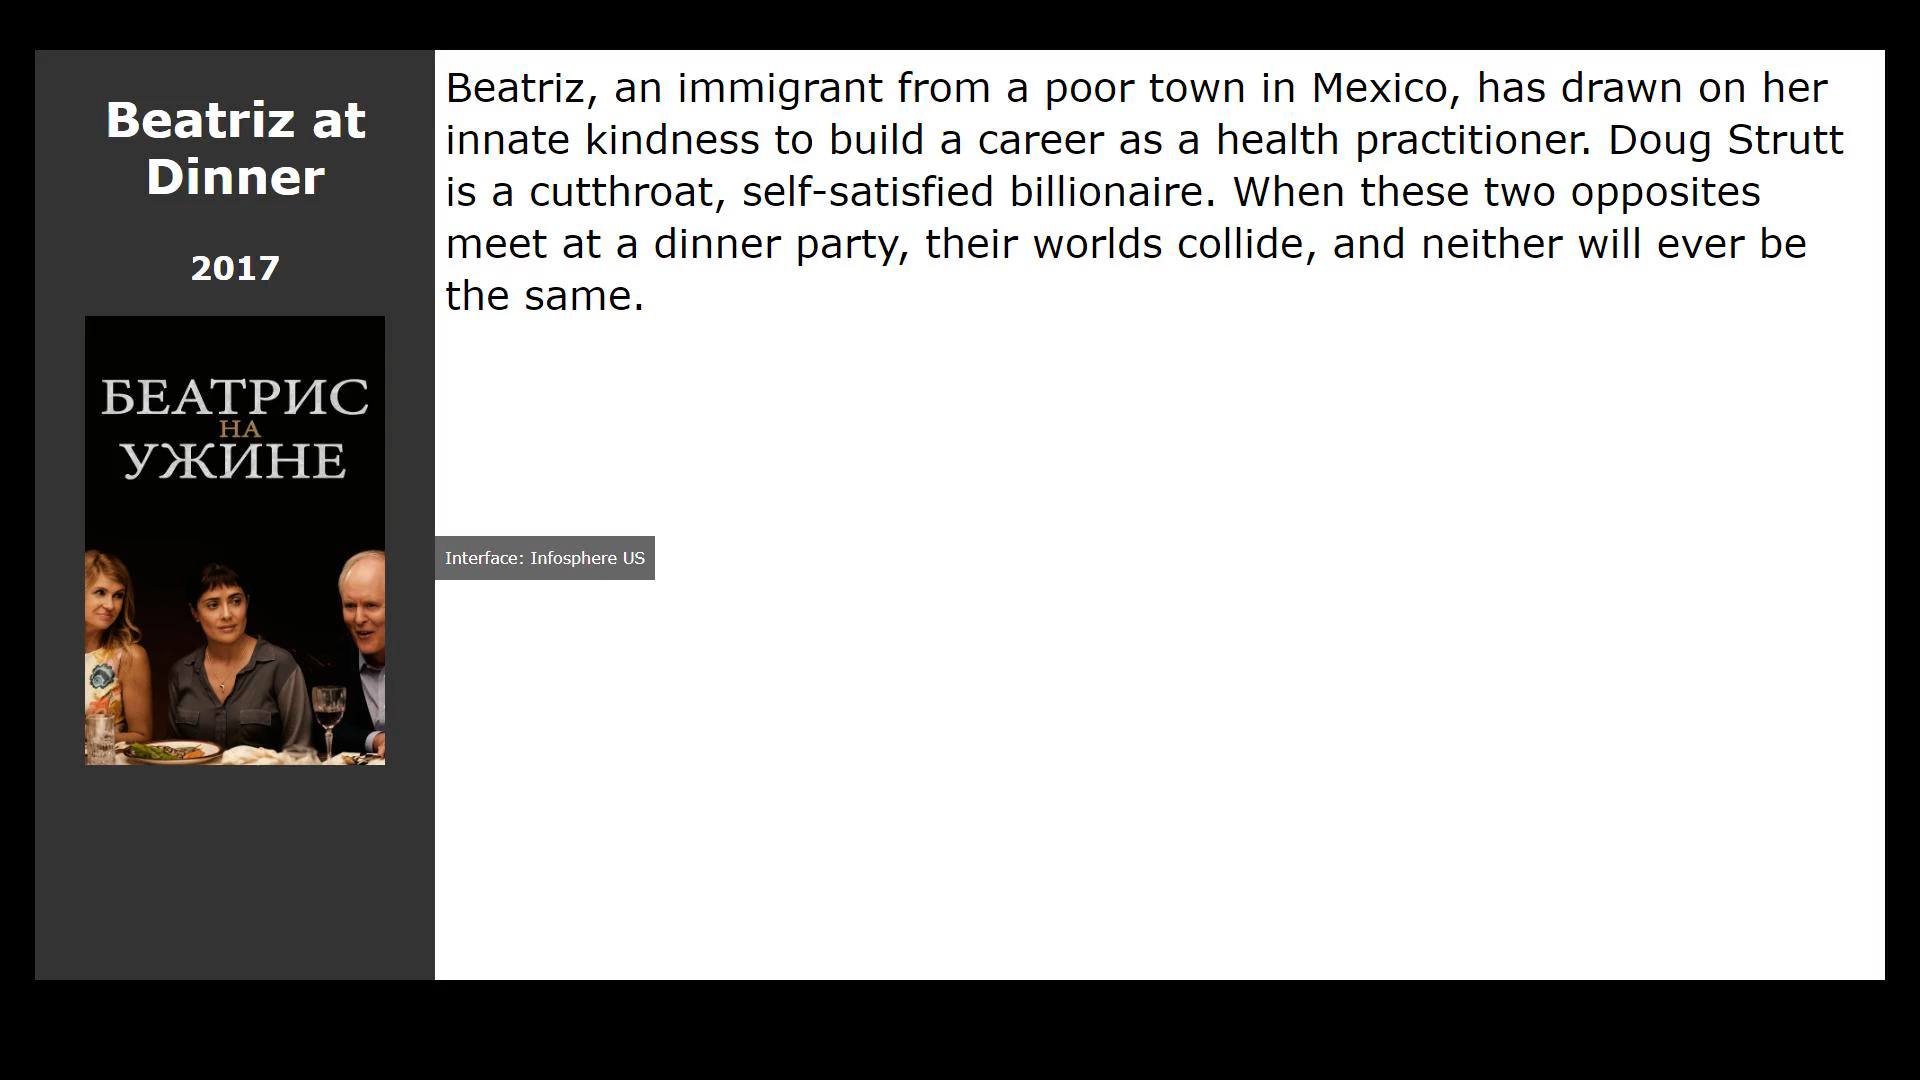 Beatriz at
Dinner
2017
БЕАТРИС
НА
УЖИНЕ
Beatriz, an immigrant from a poor town in Mexico, has drawn on her
innate kindness to build a career as a health practitioner. Doug Strutt
is a cutthroat, self-satisfied billionaire. When these two opposites
meet at a dinner party, their worlds collide, and neither will ever be
the same.
Interface: Infosphere US